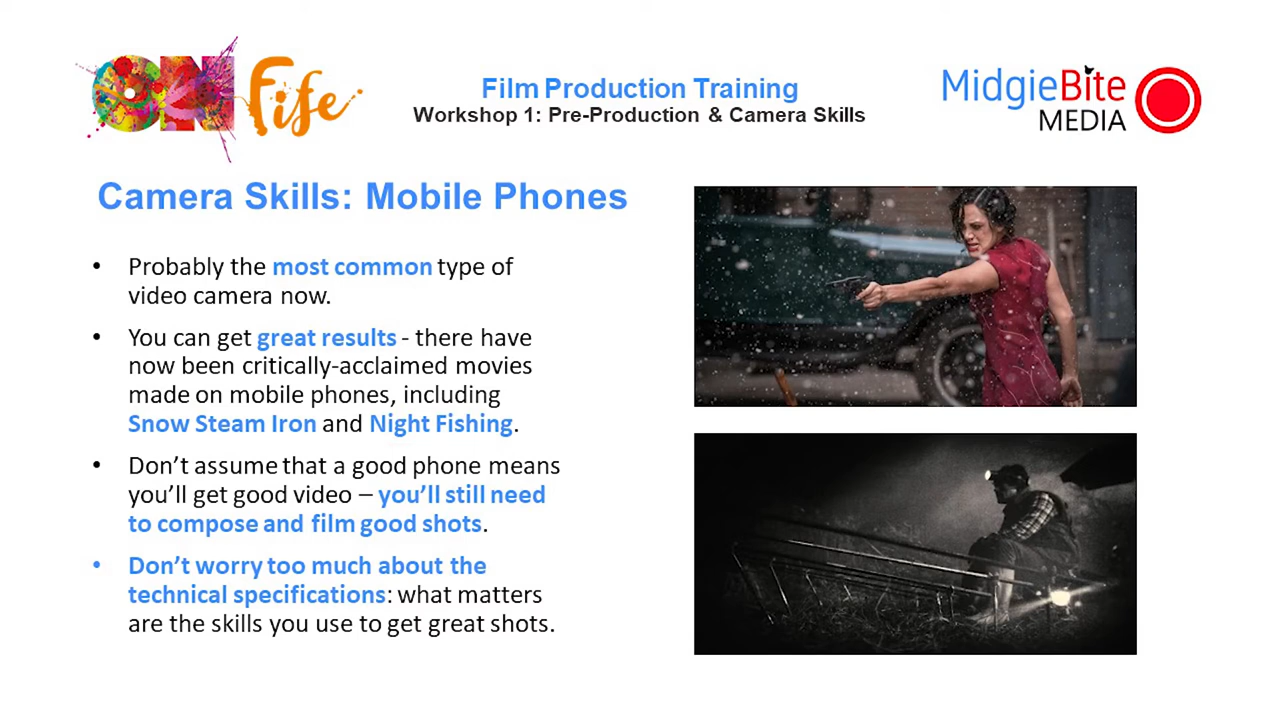 ON Fife
Film Production Training
Workshop 1: Pre-Production & Camera Skills
MidgieBite
MEDIA
Camera Skills: Mobile Phones
• Probably the most common type of
video camera now.
• You can get great results - there have
now been critically-acclaimed movies
made on mobile phones, including
Snow Steam Iron and Night Fishing.
• Don’t assume that a good phone means
you’ll get good video – you’ll still need
to compose and film good shots.
• Don’t worry too much about the
technical specifications: what matters
are the skills you use to get great shots.